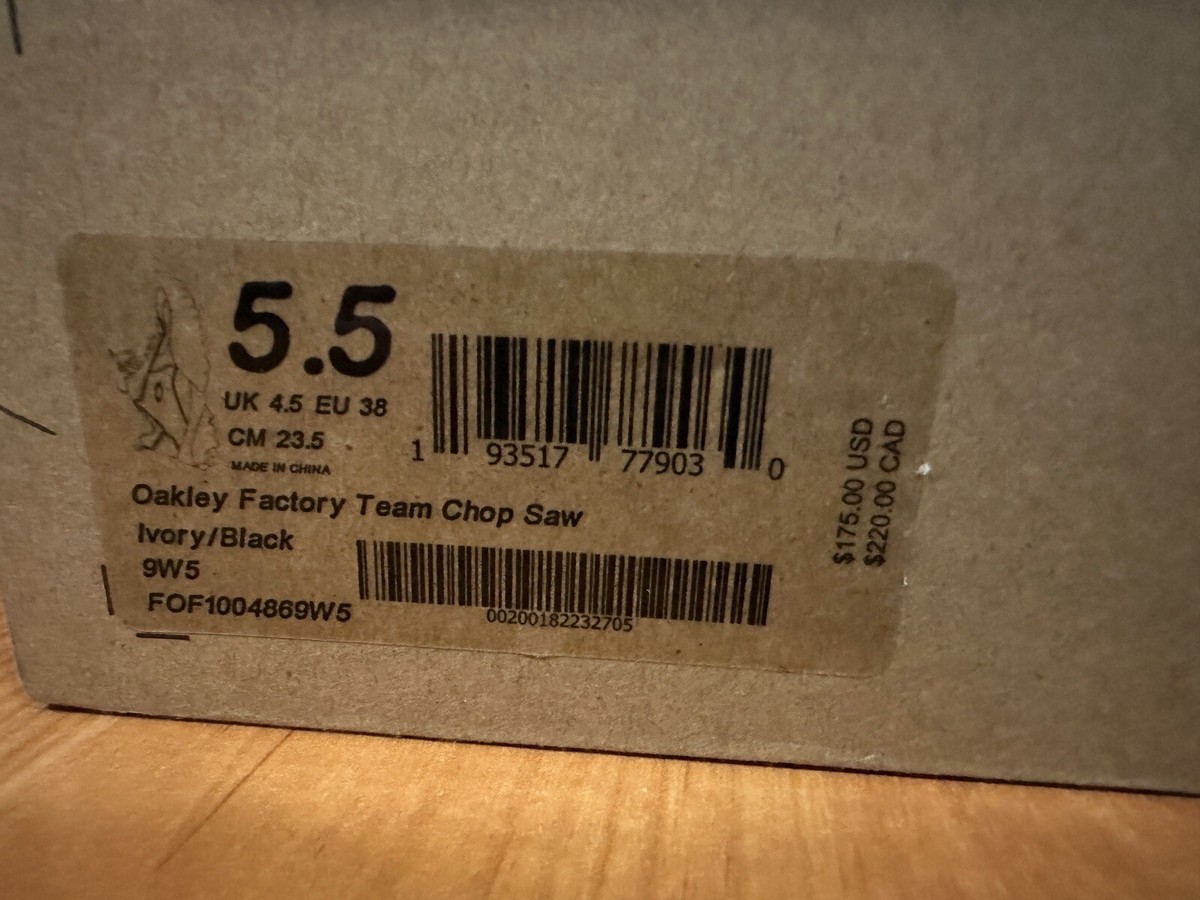 5.5
UK 4.5 EU 38
CM 23.5
MADE IN CHINA
1 93517 77903 0
Oakley Factory Team Chop Saw
Ivory/Black
9W5
FOF1004869W5
00200182232705
$175.00 USD
$220.00 CAD